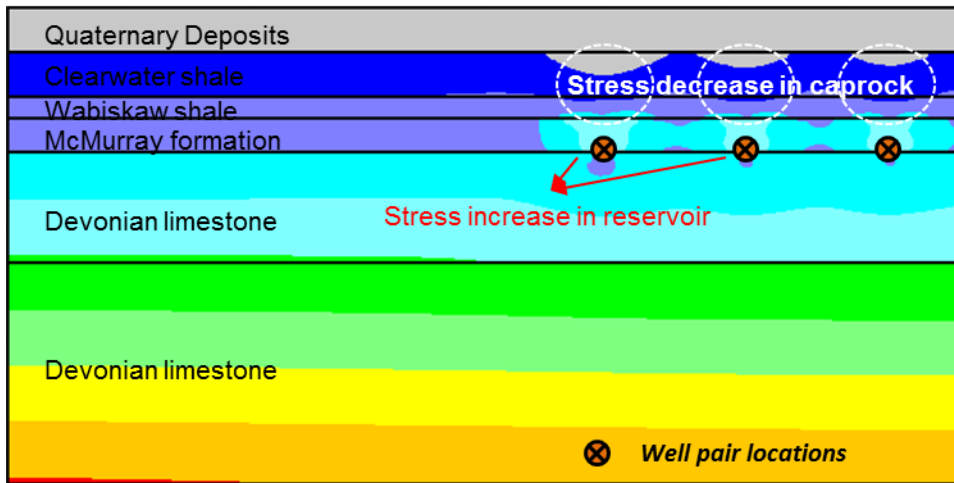 Quaternary Deposits
Clearwater shale
Stress decrease in caprock
Wabiskaw shale
McMurray formation
Stress increase in reservoir
Devonian limestone
Devonian limestone
Well pair locations